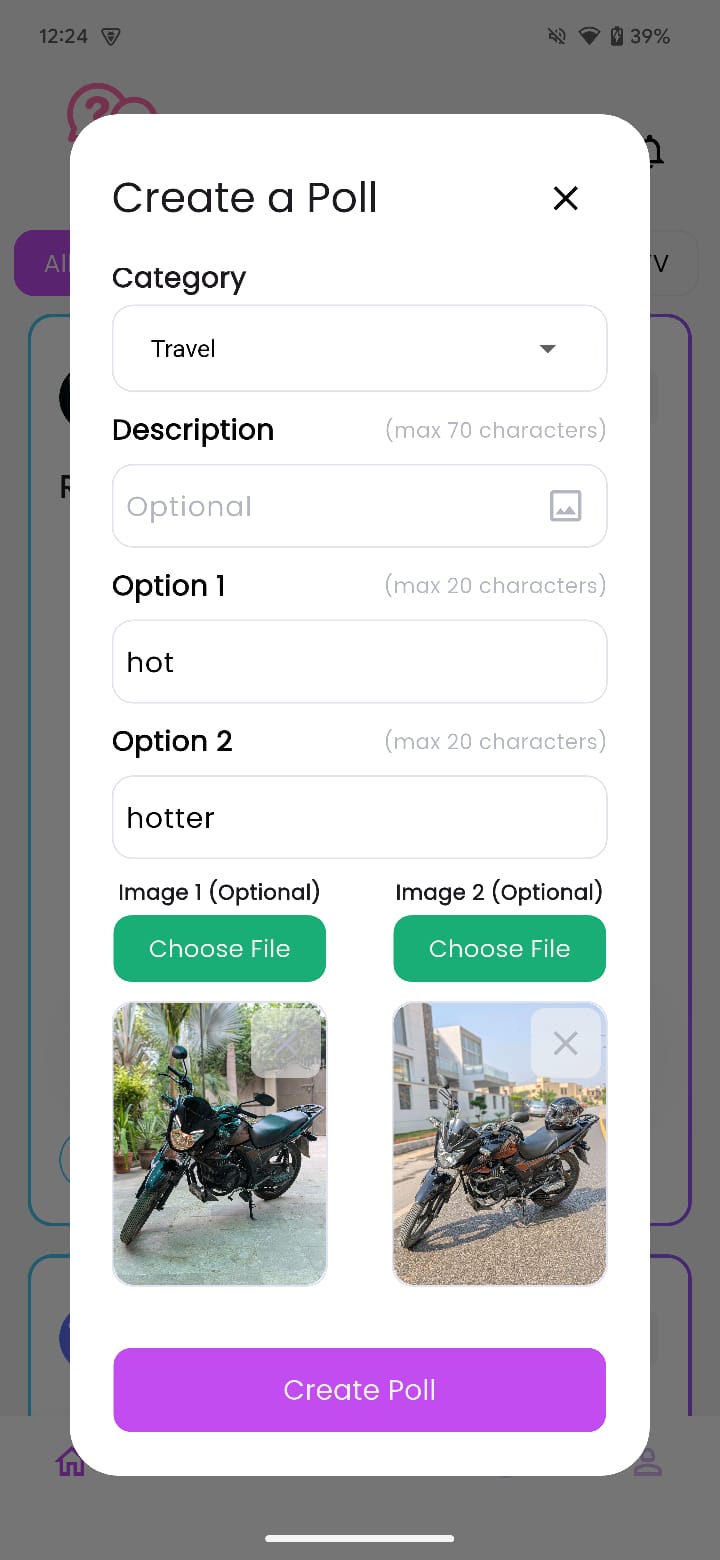 12:24 39%
?
Create a Poll
All
V
Category
Travel
Description (max 70 characters)
Optional
Option 1 (max 20 characters)
hot
Option 2 (max 20 characters)
hotter
Image 1 (Optional) Image 2 (Optional)
Choose File Choose File
Create Poll